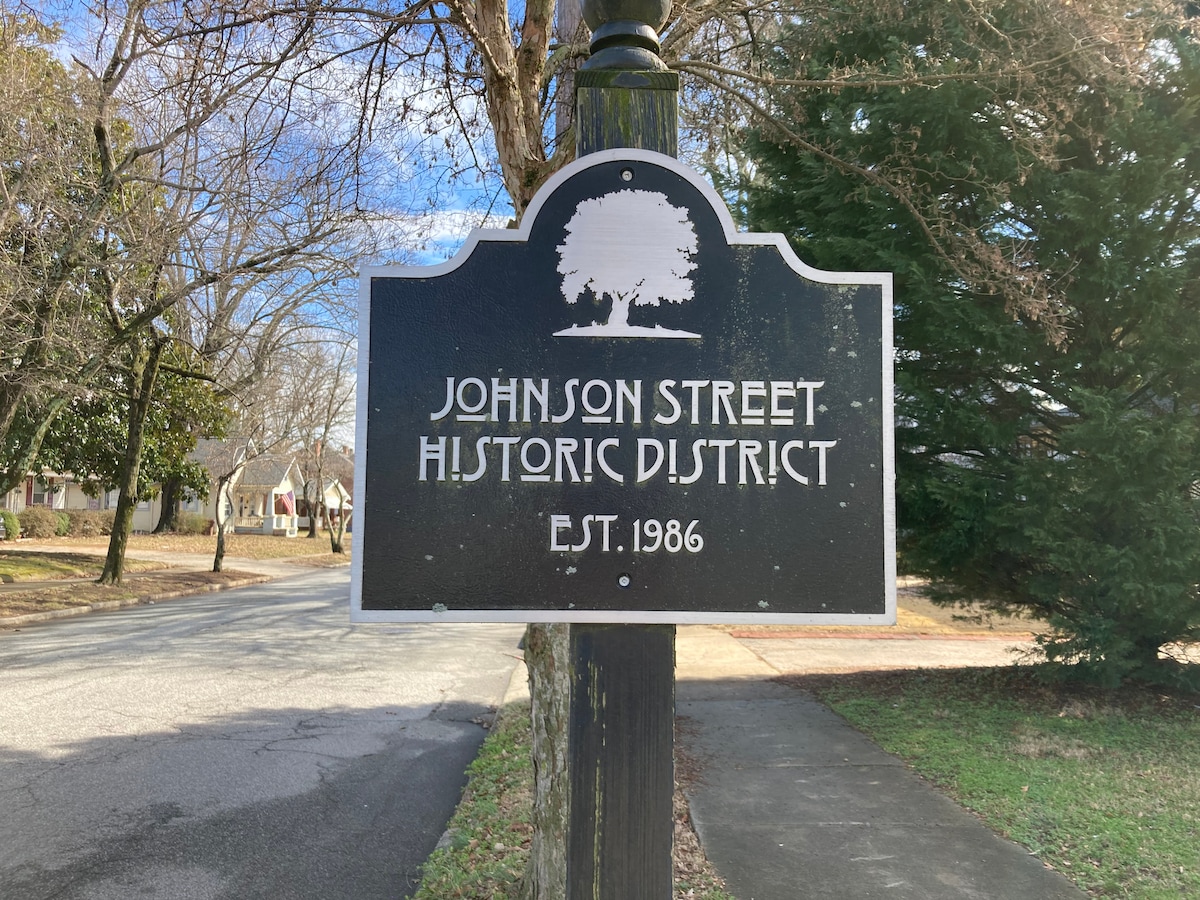 JOHNSON STREET
HISTORIC DISTRICT
EST. 1986